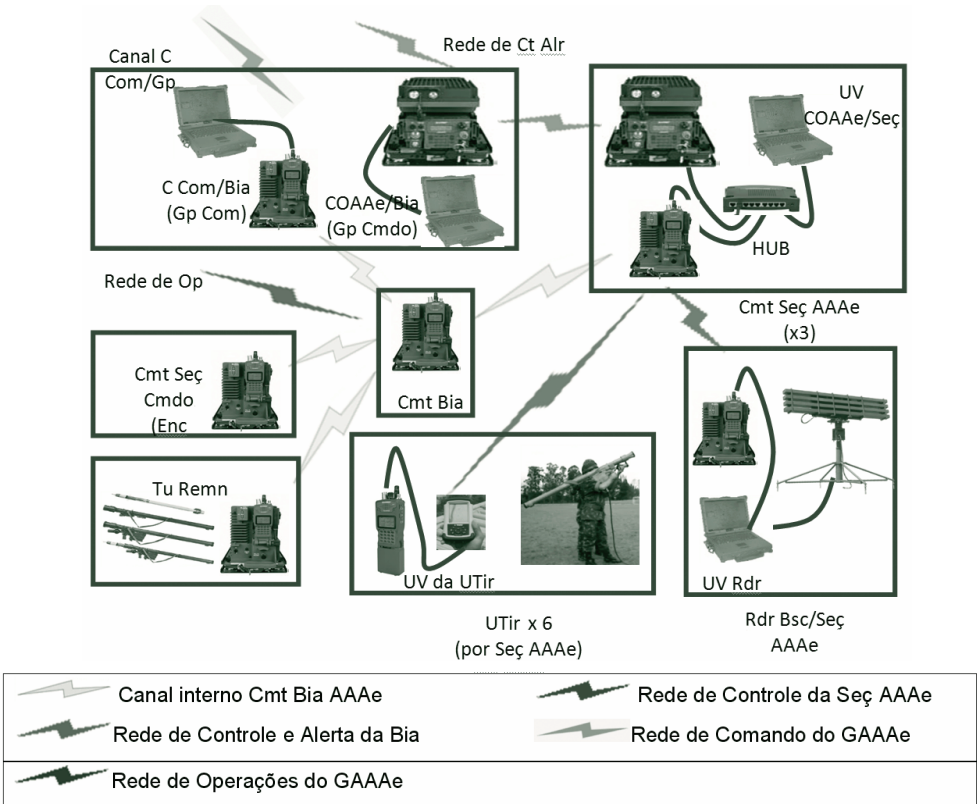 Canal C
Com/Gp
Rede de Ct Alr
UV
COAAe/Seç
C Com/Bia
(Gp Com)
COAAe/Bia
(Gp Cmdo)
HUB
Rede de Op
Cmt Seç AAAe
(x3)
Cmt Seç
Cmdo
(Enc
Cmt Bia
Tu Remn
UV da UTir
UV Rdr
UTir x 6
(por Seç AAAe)
Rdr Bsc/Seç
AAAe
Canal interno Cmt Bia AAAe
Rede de Controle da Seç AAAe
Rede de Controle e Alerta da Bia
Rede de Comando do GAAAe
Rede de Operações do GAAAe